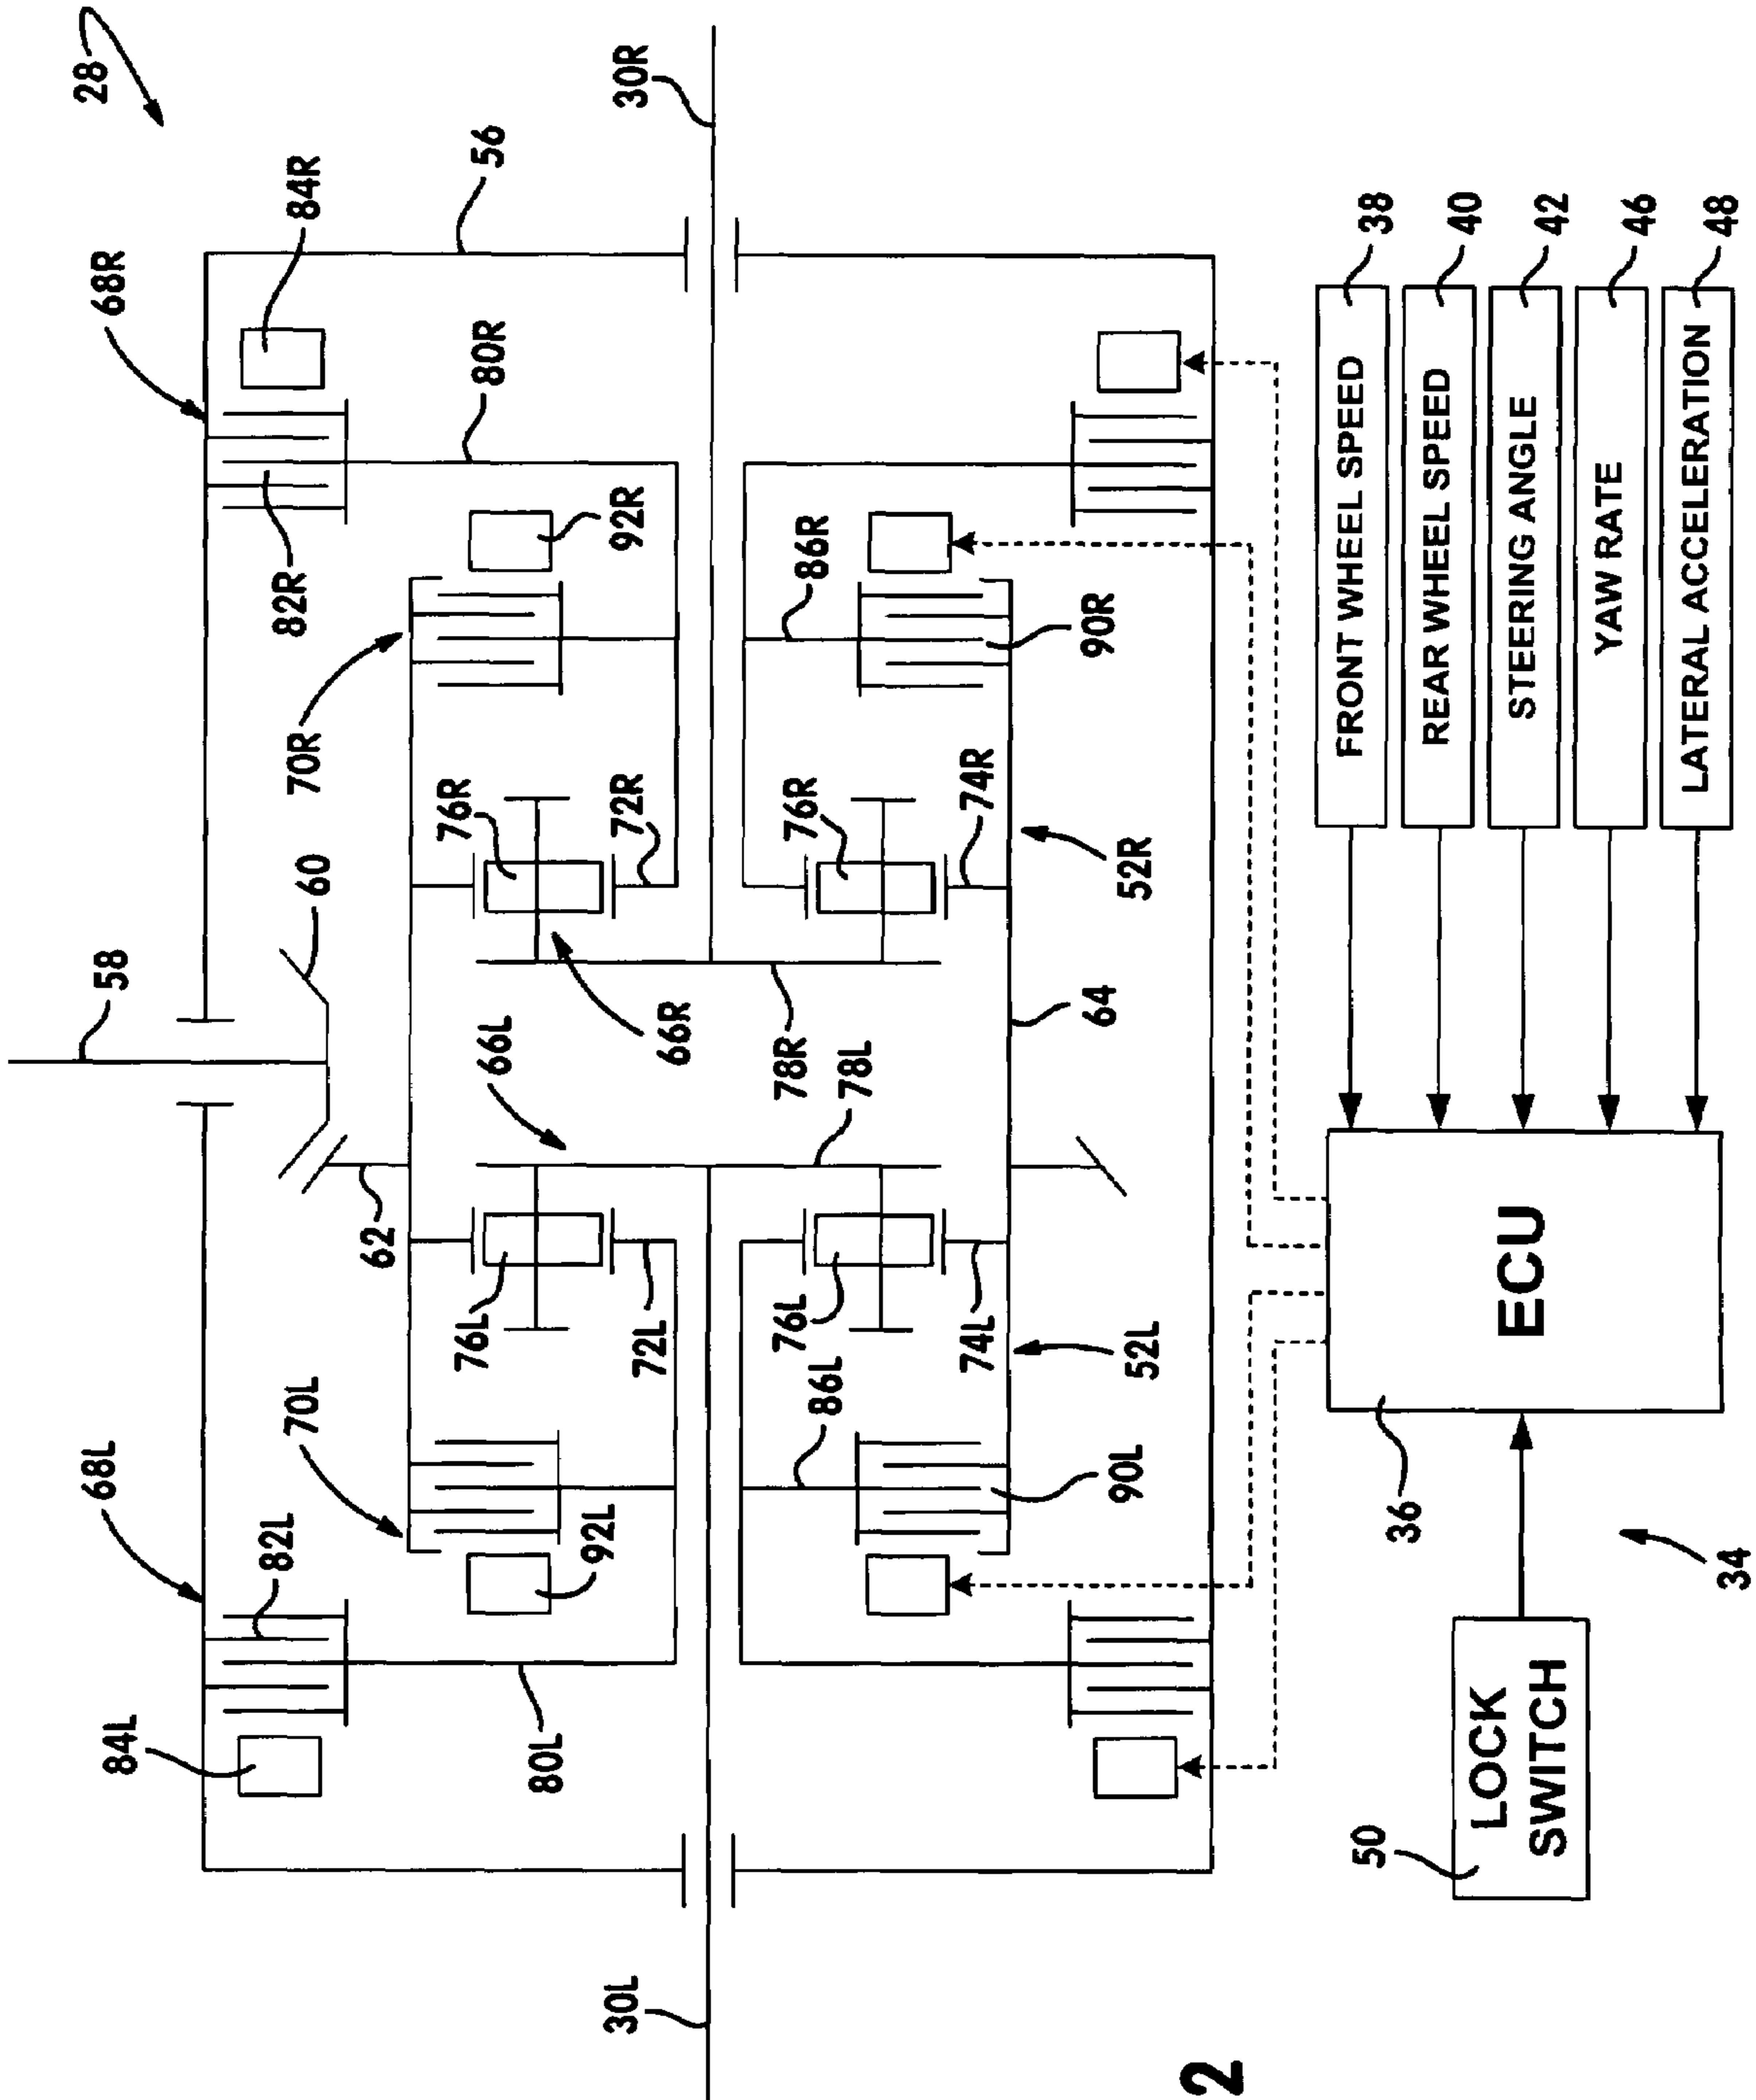 28
58
30R
56
84R
68R
80R
82R
92R
86R
90R
70R
76R
72R
76R
74R
52R
60
66R
66L
78R
78L
64
62
76L
72L
76L
74L
52L
70L
86L
90L
68L
82L
92L
84L
80L
30L
FRONT WHEEL SPEED
38
REAR WHEEL SPEED
40
STEERING ANGLE
42
YAW RATE
46
LATERAL ACCELERATION
48
ECU
36
34
LOCK
SWITCH
50
2